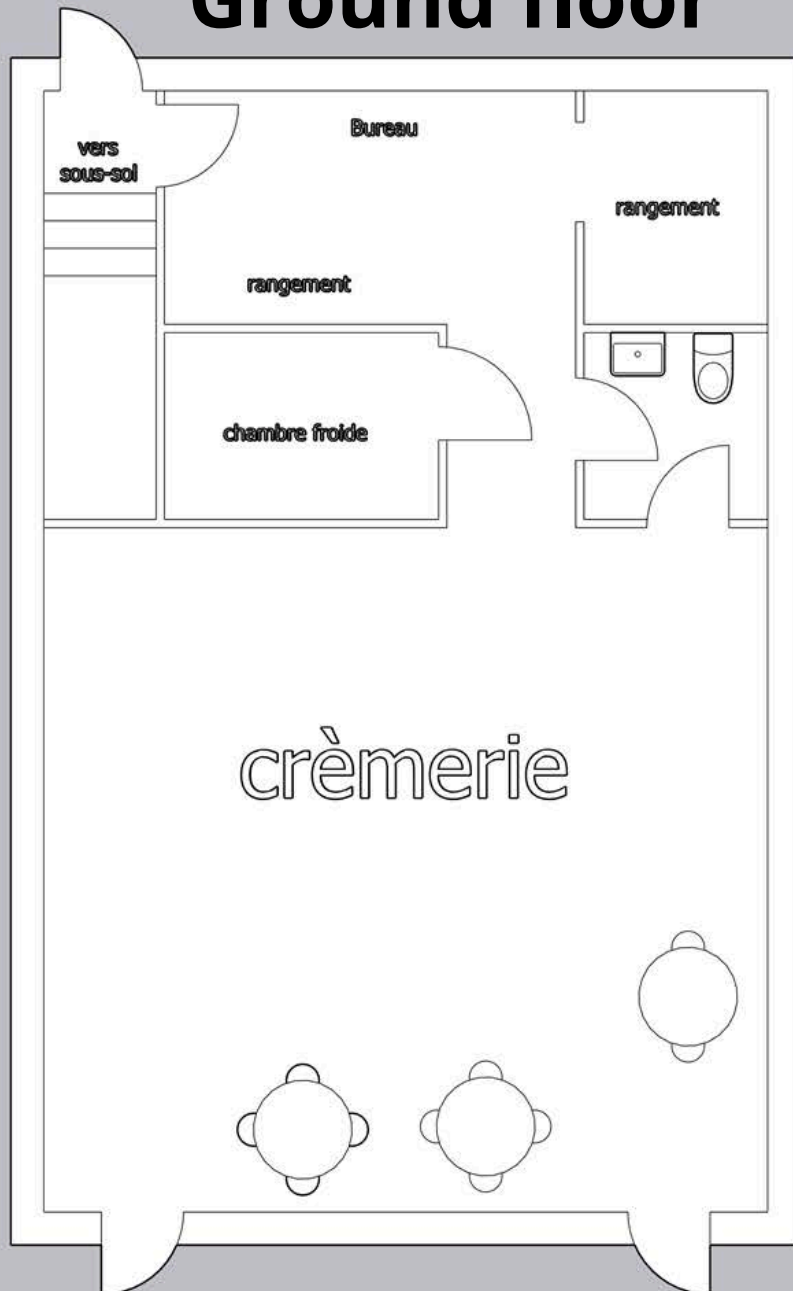 Ground floor
Bureau
vers
sous-sol
rangement
rangement
chambre froide
crèmerie